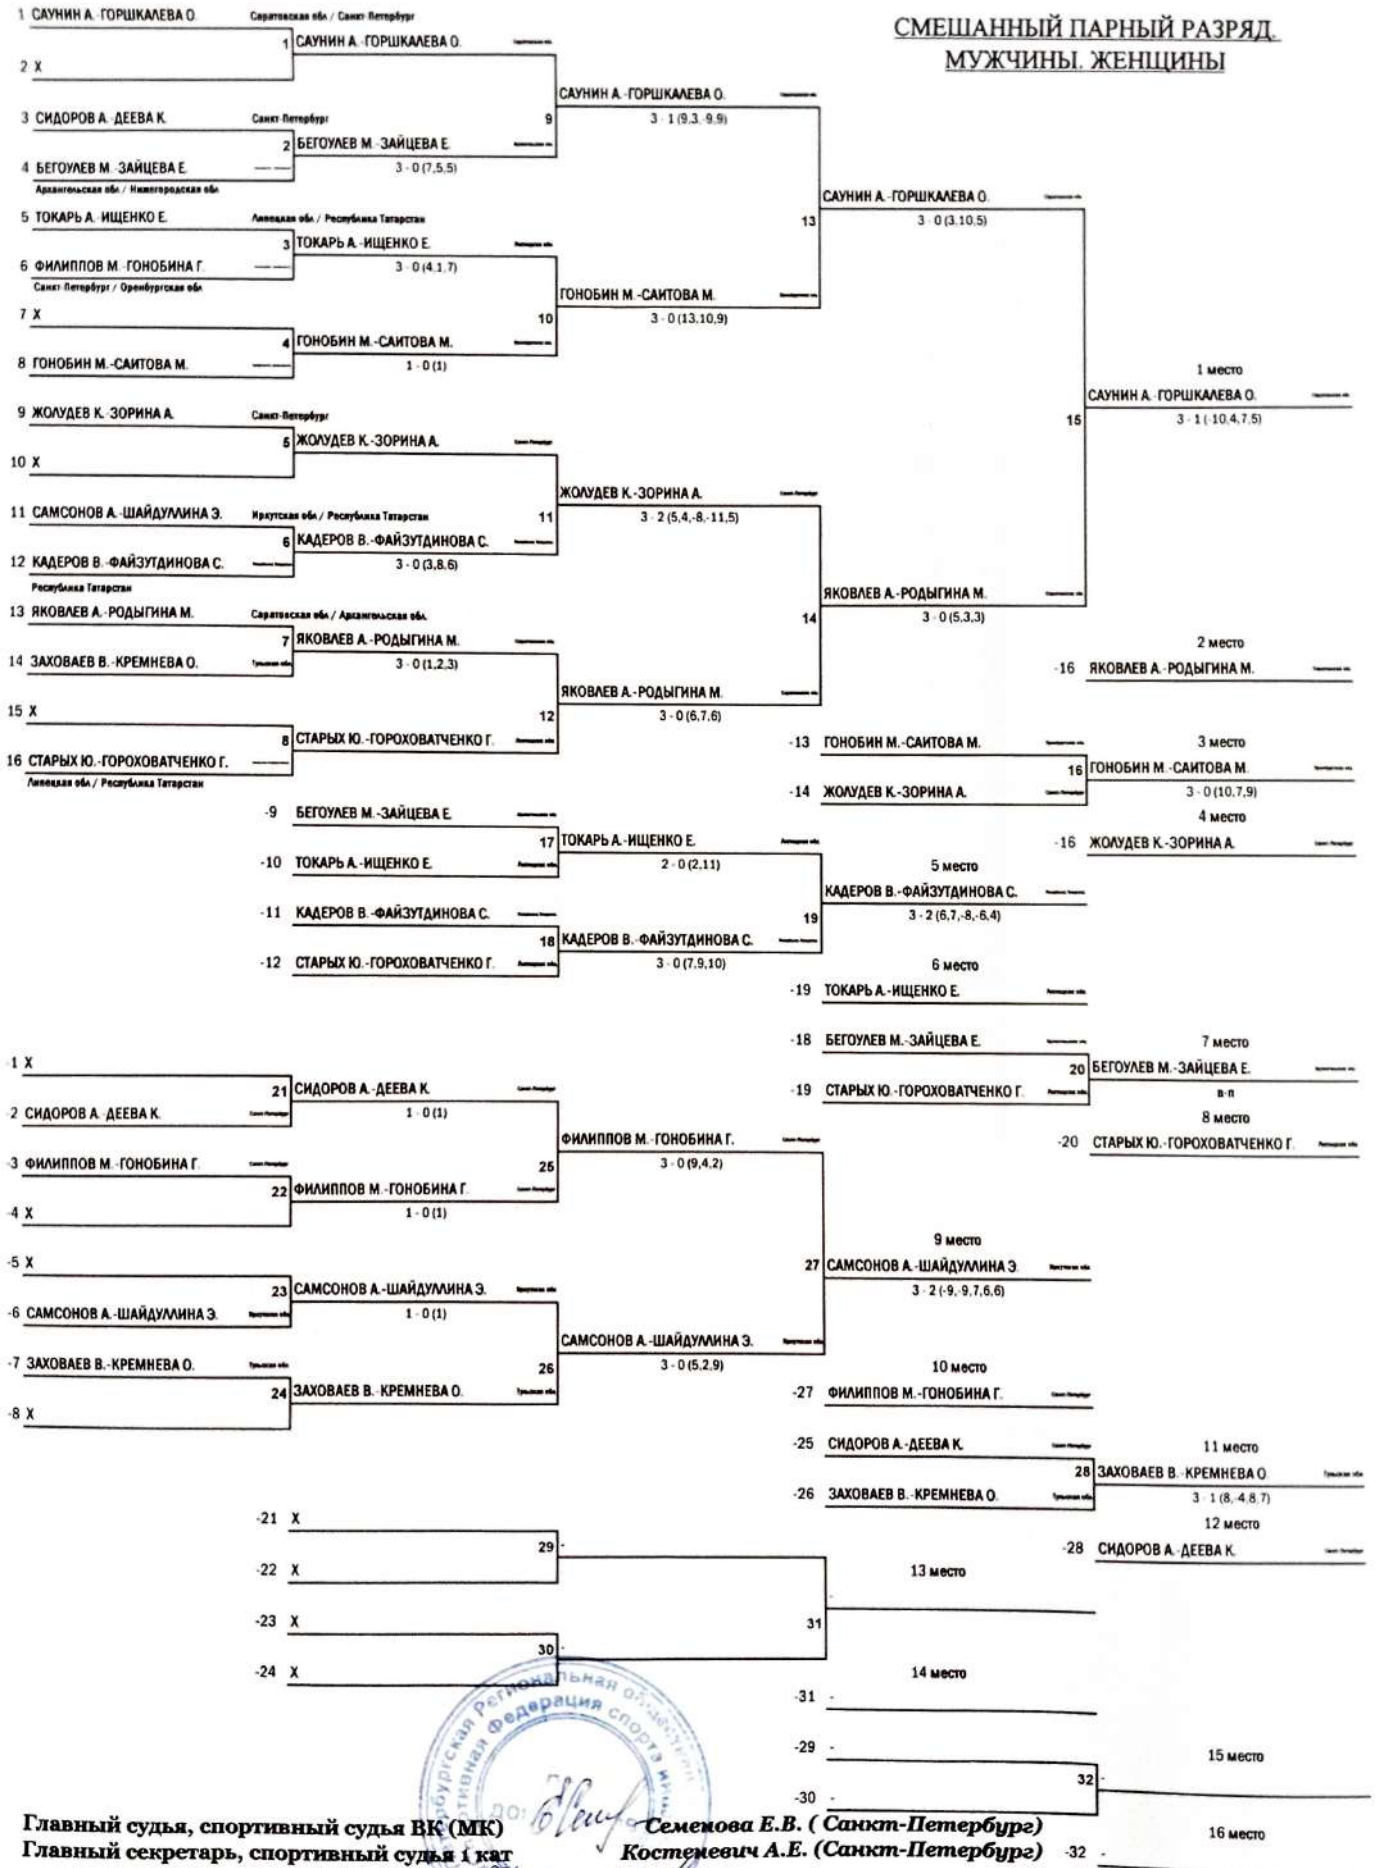 СМЕШАННЫЙ ПАРНЫЙ РАЗРЯД.
МУЖЧИНЫ. ЖЕНЩИНЫ
1 САУНИН А.-ГОРШКАЛЕВА О. Саратовская обл / Санкт-Петербург
1 САУНИН А.-ГОРШКАЛЕВА О.
2 X
САУНИН А.-ГОРШКАЛЕВА О.
9 3 - 1 (9,3,-9,9)
3 СИДОРОВ А.-ДЕЕВА К. Санкт-Петербург
2 БЕГОУЛЕВ М.-ЗАЙЦЕВА Е.
3 - 0 (7,5,5)
4 БЕГОУЛЕВ М.-ЗАЙЦЕВА Е.
Архангельская обл / Нижегородская обл
САУНИН А.-ГОРШКАЛЕВА О.
13 3 - 0 (3,10,5)
5 ТОКАРЬ А.-ИЩЕНКО Е. Липецкая обл / Республика Татарстан
3 ТОКАРЬ А.-ИЩЕНКО Е.
3 - 0 (4,1,7)
6 ФИЛИППОВ М.-ГОНОБИНА Г.
Санкт-Петербург / Оренбургская обл
ГОНОБИН М.-САИТОВА М.
10 3 - 0 (13,10,9)
7 X
4 ГОНОБИН М.-САИТОВА М.
1 - 0 (1)
8 ГОНОБИН М.-САИТОВА М.
1 место
САУНИН А.-ГОРШКАЛЕВА О.
15 3 - 1 (-10,4,7,5)
9 ЖОЛУДЕВ К.-ЗОРИНА А. Санкт-Петербург
5 ЖОЛУДЕВ К.-ЗОРИНА А.
10 X
ЖОЛУДЕВ К.-ЗОРИНА А.
11 3 - 2 (5,4,-8,-11,5)
11 САМСОНОВ А.-ШАЙДУЛЛИНА Э. Иркутская обл / Республика Татарстан
6 КАДЕРОВ В.-ФАЙЗУТДИНОВА С.
3 - 0 (3,8,6)
12 КАДЕРОВ В.-ФАЙЗУТДИНОВА С.
Республика Татарстан
ЯКОВЛЕВ А.-РОДЫГИНА М.
14 3 - 0 (5,3,3)
13 ЯКОВЛЕВ А.-РОДЫГИНА М. Саратовская обл / Архангельская обл.
7 ЯКОВЛЕВ А.-РОДЫГИНА М.
3 - 0 (1,2,3)
14 ЗАХОВАЕВ В.-КРЕМНЕВА О. Тульская обл
2 место
-16 ЯКОВЛЕВ А.-РОДЫГИНА М.
ЯКОВЛЕВ А.-РОДЫГИНА М.
12 3 - 0 (6,7,6)
15 X
8 СТАРЫХ Ю.-ГОРОХОВАТЧЕНКО Г.
16 СТАРЫХ Ю.-ГОРОХОВАТЧЕНКО Г.
Липецкая обл / Республика Татарстан
-13 ГОНОБИН М.-САИТОВА М.
3 место
16 ГОНОБИН М.-САИТОВА М.
3 - 0 (10,7,9)
-14 ЖОЛУДЕВ К.-ЗОРИНА А.
4 место
-16 ЖОЛУДЕВ К.-ЗОРИНА А.
-9 БЕГОУЛЕВ М.-ЗАЙЦЕВА Е.
17 ТОКАРЬ А.-ИЩЕНКО Е.
2 - 0 (2,11)
-10 ТОКАРЬ А.-ИЩЕНКО Е.
5 место
КАДЕРОВ В.-ФАЙЗУТДИНОВА С.
19 3 - 2 (6,7,-8,-6,4)
-11 КАДЕРОВ В.-ФАЙЗУТДИНОВА С.
18 КАДЕРОВ В.-ФАЙЗУТДИНОВА С.
3 - 0 (7,9,10)
-12 СТАРЫХ Ю.-ГОРОХОВАТЧЕНКО Г.
6 место
-19 ТОКАРЬ А.-ИЩЕНКО Е.
-18 БЕГОУЛЕВ М.-ЗАЙЦЕВА Е.
7 место
20 БЕГОУЛЕВ М.-ЗАЙЦЕВА Е.
в-п
-19 СТАРЫХ Ю.-ГОРОХОВАТЧЕНКО Г.
8 место
-20 СТАРЫХ Ю.-ГОРОХОВАТЧЕНКО Г.
-1 X
21 СИДОРОВ А.-ДЕЕВА К.
1 - 0 (1)
-2 СИДОРОВ А.-ДЕЕВА К.
ФИЛИППОВ М.-ГОНОБИНА Г.
25 3 - 0 (9,4,2)
-3 ФИЛИППОВ М.-ГОНОБИНА Г.
22 ФИЛИППОВ М.-ГОНОБИНА Г.
1 - 0 (1)
-4 X
9 место
27 САМСОНОВ А.-ШАЙДУЛЛИНА Э.
3 - 2 (-9,-9,7,6,6)
-5 X
23 САМСОНОВ А.-ШАЙДУЛЛИНА Э.
1 - 0 (1)
-6 САМСОНОВ А.-ШАЙДУЛЛИНА Э.
САМСОНОВ А.-ШАЙДУЛЛИНА Э.
26 3 - 0 (5,2,9)
-7 ЗАХОВАЕВ В.-КРЕМНЕВА О.
24 ЗАХОВАЕВ В.-КРЕМНЕВА О.
-8 X
10 место
-27 ФИЛИППОВ М.-ГОНОБИНА Г.
-25 СИДОРОВ А.-ДЕЕВА К.
11 место
28 ЗАХОВАЕВ В.-КРЕМНЕВА О.
3 - 1 (8,-4,8,7)
-26 ЗАХОВАЕВ В.-КРЕМНЕВА О.
12 место
-28 СИДОРОВ А.-ДЕЕВА К.
-21 X
29 -
-22 X
13 место
31 -
-23 X
30 -
-24 X
14 место
-31 -
-29 -
15 место
32 -
-30 -
16 место
-32 -
Региональная
Федерация спорта
Главный судья, спортивный судья ВК (МК) Семенова Е.В. ( Санкт-Петербург)
Главный секретарь, спортивный судья 1 кат Костеневич А.Е. (Санкт-Петербург)